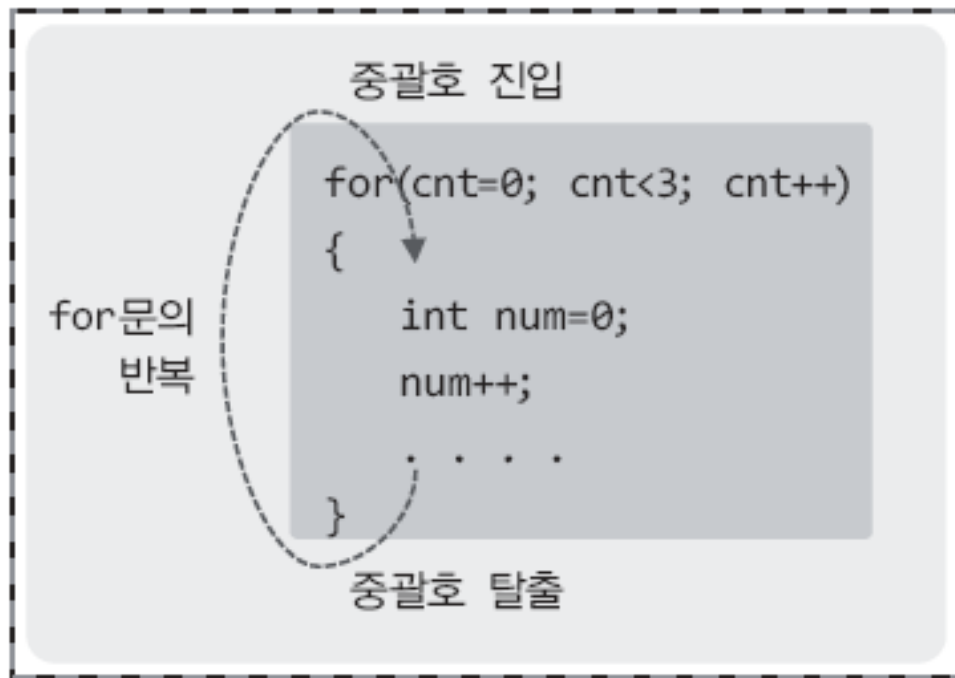 중괄호 진입
for(cnt=0; cnt<3; cnt++)
{
int num=0;
for문의
반복
num++;
. . . .
}
중괄호 탈출